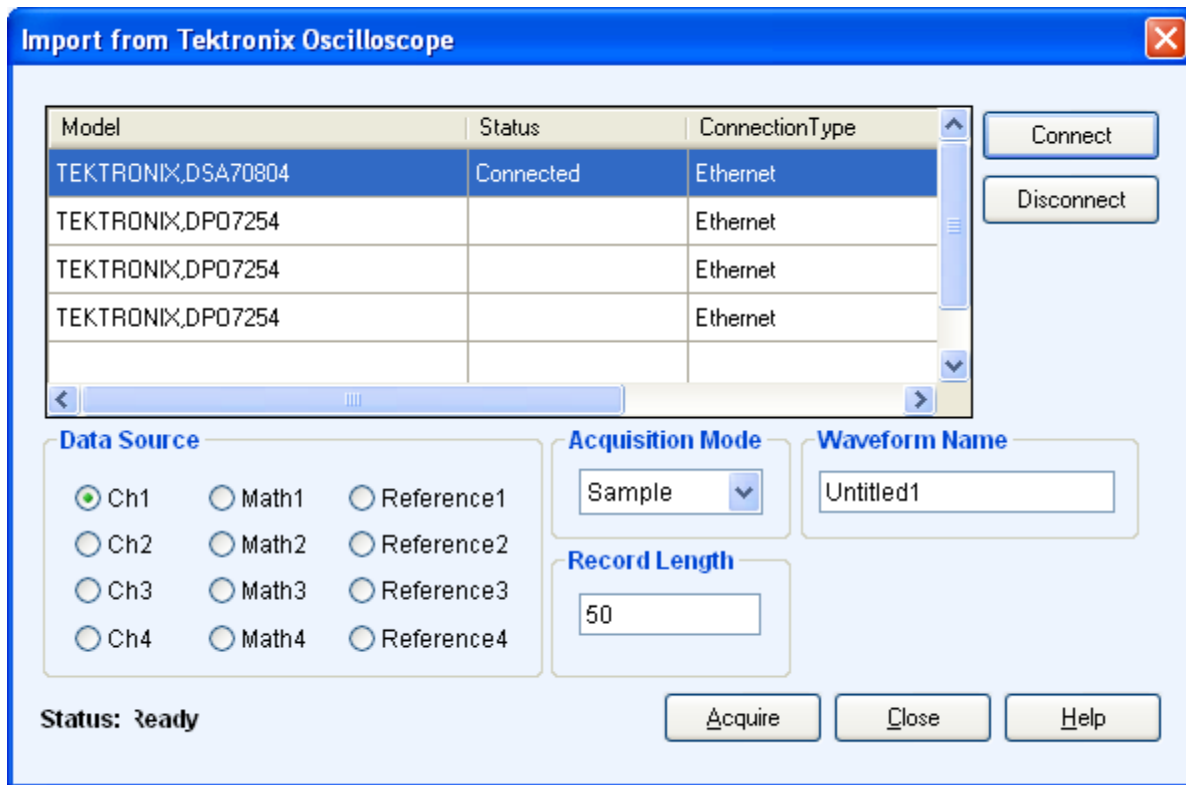 Import from Tektronix Oscilloscope
Model Status ConnectionType
TEKTRONIX,DSA70804 Connected Ethernet
TEKTRONIX,DPO7254 Ethernet
TEKTRONIX,DPO7254 Ethernet
TEKTRONIX,DPO7254 Ethernet
Connect
Disconnect
Data Source
Ch1 Math1 Reference1
Ch2 Math2 Reference2
Ch3 Math3 Reference3
Ch4 Math4 Reference4
Acquisition Mode
Sample
Waveform Name
Untitled1
Record Length
50
Status: Ready
Acquire Close Help